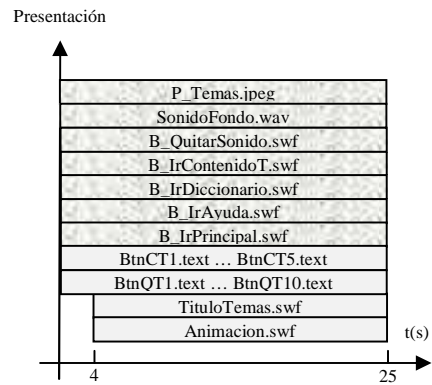 Presentación
P_Temas.jpeg
SonidoFondo.wav
B_QuitarSonido.swf
B_IrContenidoT.swf
B_IrDiccionario.swf
B_IrAyuda.swf
B_IrPrincipal.swf
BtnCT1.text … BtnCT5.text
BtnQT1.text … BtnQT10.text
TituloTemas.swf
Animacion.swf
t(s)
4
25